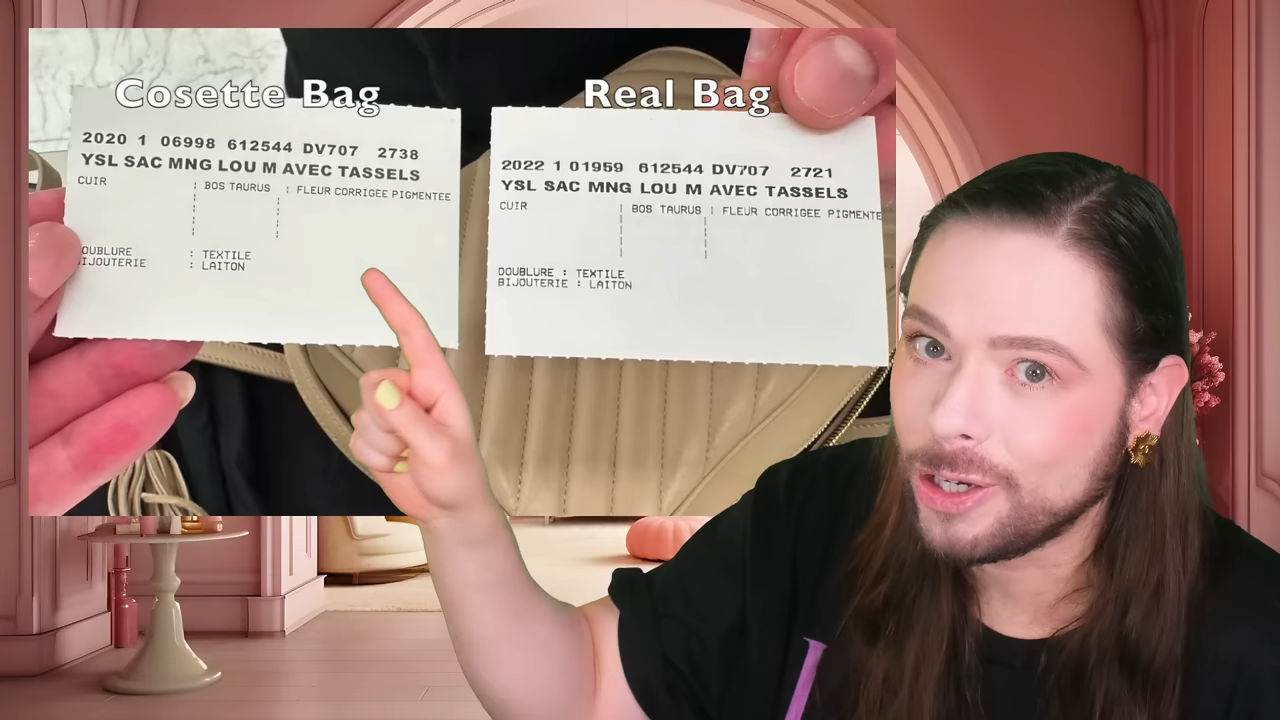 Cosette Bag
2020 1 06998 612544 DV707 2738
YSL SAC MNG LOU M AVEC TASSELS
CUIR : BOS TAURUS : FLEUR CORRIGEE PIGMENTEE
OUBLURE : TEXTILE
IJOUTERIE : LAITON
Real Bag
2022 1 01959 612544 DV707 2721
YSL SAC MNG LOU M AVEC TASSELS
CUIR | BOS TAURUS | FLEUR CORRIGEE PIGMENTE
DOUBLURE : TEXTILE
BIJOUTERIE : LAITON